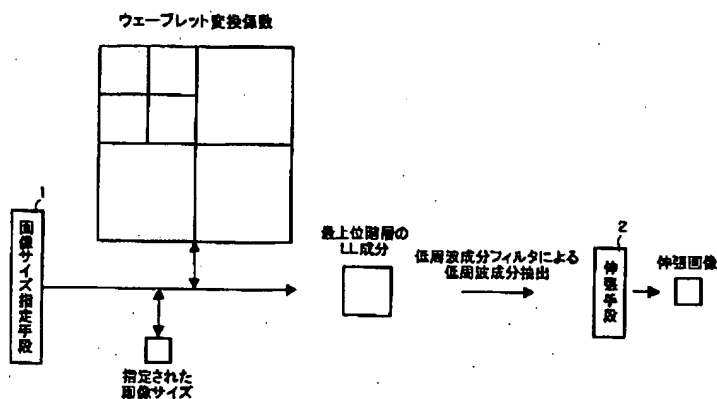 ウェーブレット変換係数
1
画像サイズ指定手段
最上位階層の
LL成分
低周波成分フィルタによる
低周波成分抽出
2
伸張手段
伸張画像
指定された
画像サイズ